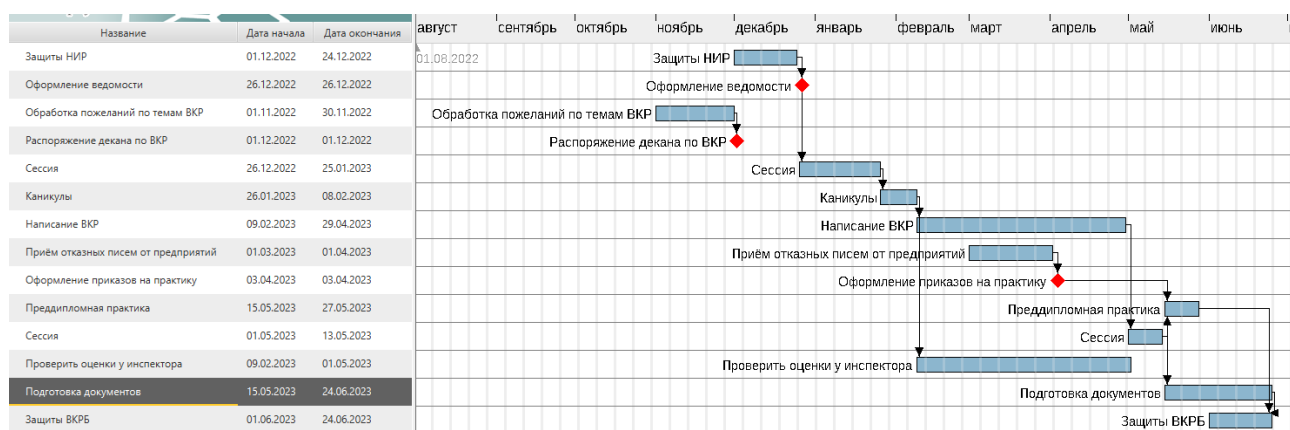 Название Дата начала Дата окончания
Защиты НИР 01.12.2022 24.12.2022
Оформление ведомости 26.12.2022 26.12.2022
Обработка пожеланий по темам ВКР 01.11.2022 30.11.2022
Распоряжение декана по ВКР 01.12.2022 01.12.2022
Сессия 26.12.2022 25.01.2023
Каникулы 26.01.2023 08.02.2023
Написание ВКР 09.02.2023 29.04.2023
Приём отказных писем от предприятий 01.03.2023 01.04.2023
Оформление приказов на практику 03.04.2023 03.04.2023
Преддипломная практика 15.05.2023 27.05.2023
Сессия 01.05.2023 13.05.2023
Проверить оценки у инспектора 09.02.2023 01.05.2023
Подготовка документов 15.05.2023 24.06.2023
Защиты ВКРБ 01.06.2023 24.06.2023
август сентябрь октябрь ноябрь декабрь январь февраль март апрель май июнь
01.08.2022 Защиты НИР
Оформление ведомости
Обработка пожеланий по темам ВКР
Распоряжение декана по ВКР
Сессия
Каникулы
Написание ВКР
Приём отказных писем от предприятий
Оформление приказов на практику
Преддипломная практика
Сессия
Проверить оценки у инспектора
Подготовка документов
Защиты ВКРБ